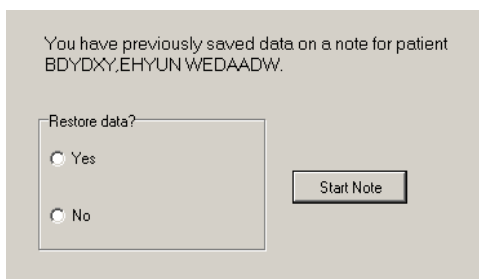 You have previously saved data on a note for patient
BDYDXY,EHYUN WEDAADW.
Restore data?
Yes
Start Note
No